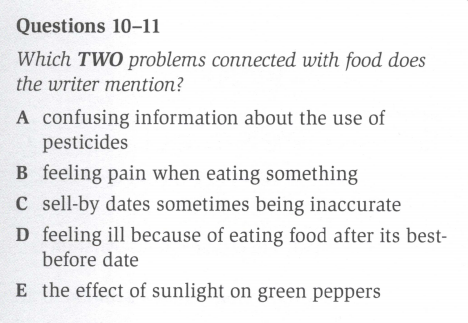 Questions 10–11
Which TWO problems connected with food does
the writer mention?
A confusing information about the use of
pesticides
B feeling pain when eating something
C sell-by dates sometimes being inaccurate
D feeling ill because of eating food after its best-
before date
E the effect of sunlight on green peppers